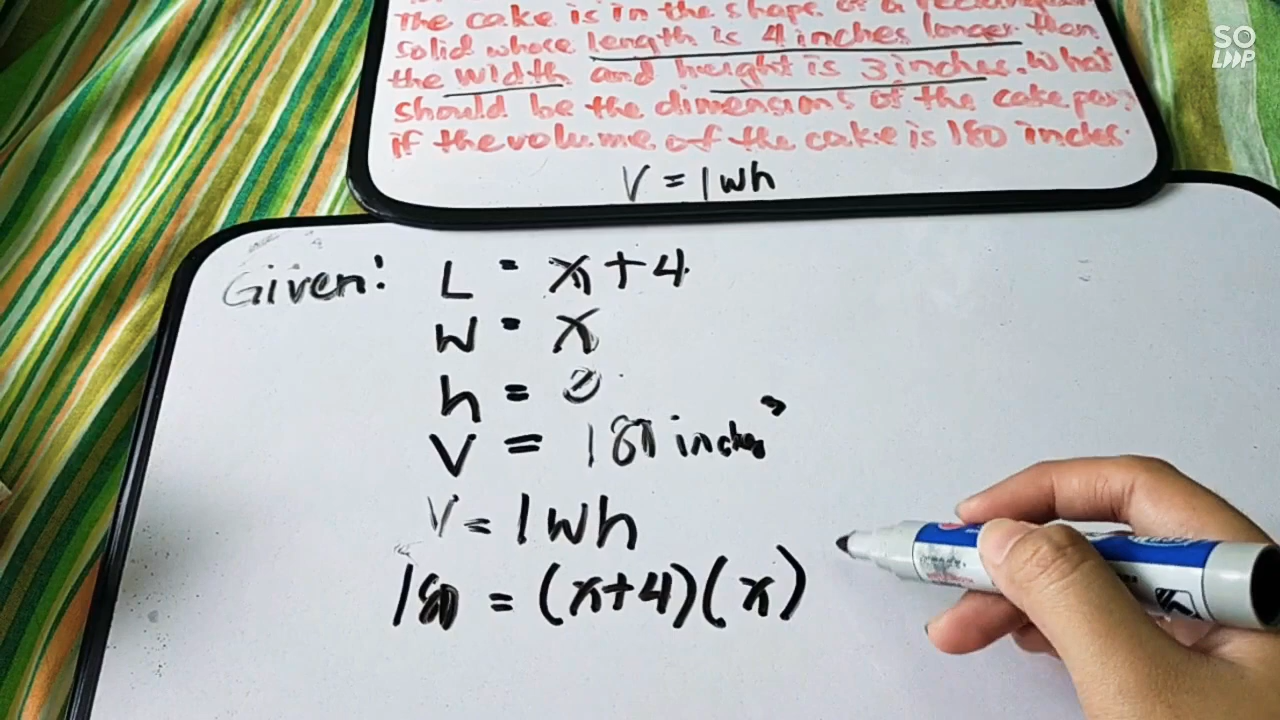 The cake is in the shape of a rectangular
solid whose length is 4 inches longer than
the width and height is 3 inches. What
should be the dimensions of the cake pan,
if the volume of the cake is 180 inches.
V = lwh
SO
LDP
Given: L = x+4
W = x
h =
V = 180 inches³
V = lwh
180 = (x+4)(x)